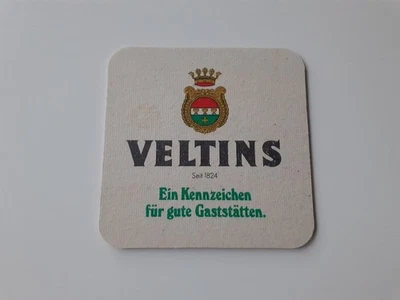 VELTINS
Seit 1824
Ein Kennzeichen
für gute Gaststätten.